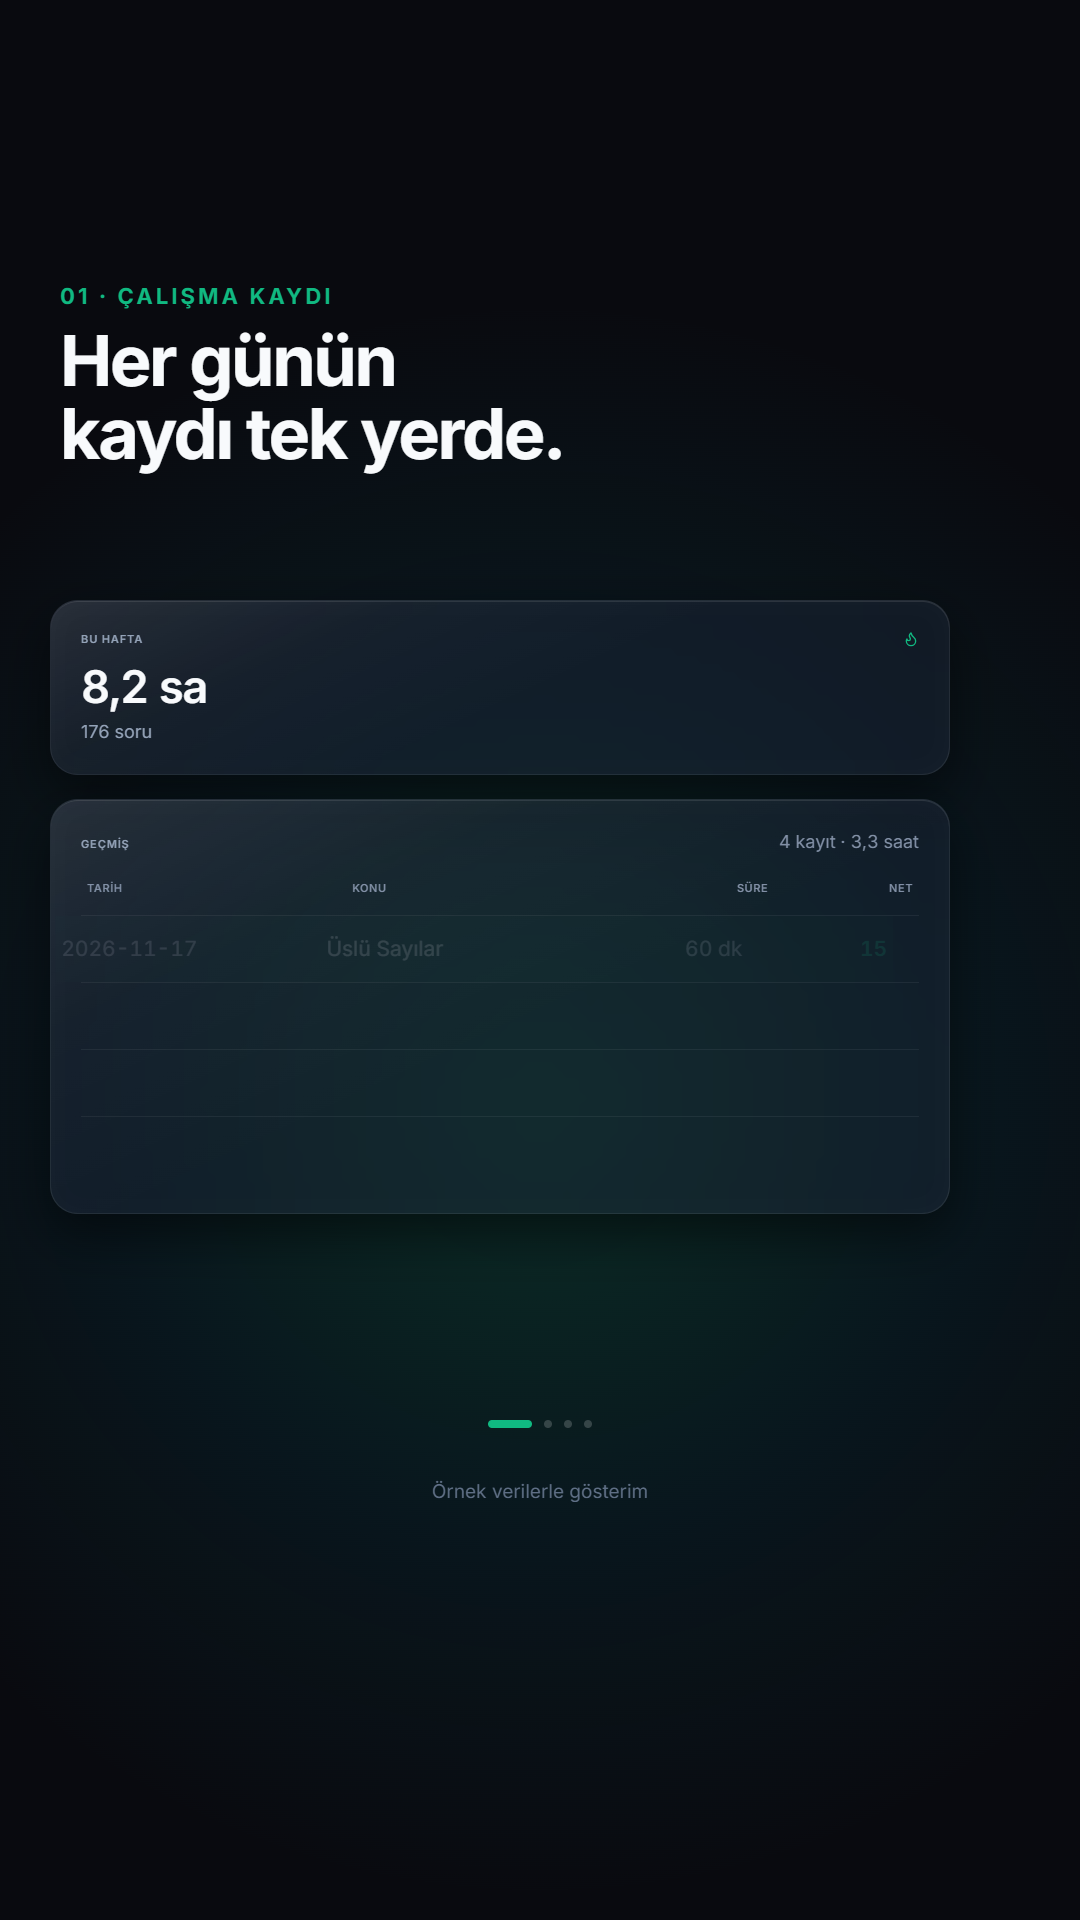 01 · ÇALIŞMA KAYDI
Her günün
kaydı tek yerde.
BU HAFTA
8,2 sa
176 soru
GEÇMİŞ
4 kayıt · 3,3 saat
TARİH KONU SÜRE NET
2026-11-17 Üslü Sayılar 60 dk 15
Örnek verilerle gösterim